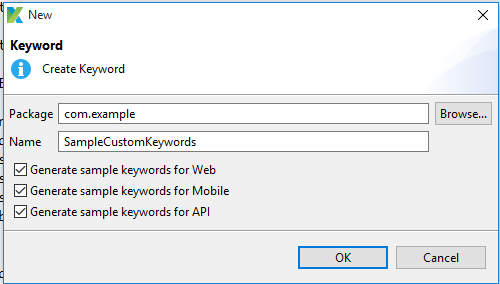 New
Keyword
Create Keyword
Package com.example Browse...
Name SampleCustomKeywords
Generate sample keywords for Web
Generate sample keywords for Mobile
Generate sample keywords for API
OK Cancel